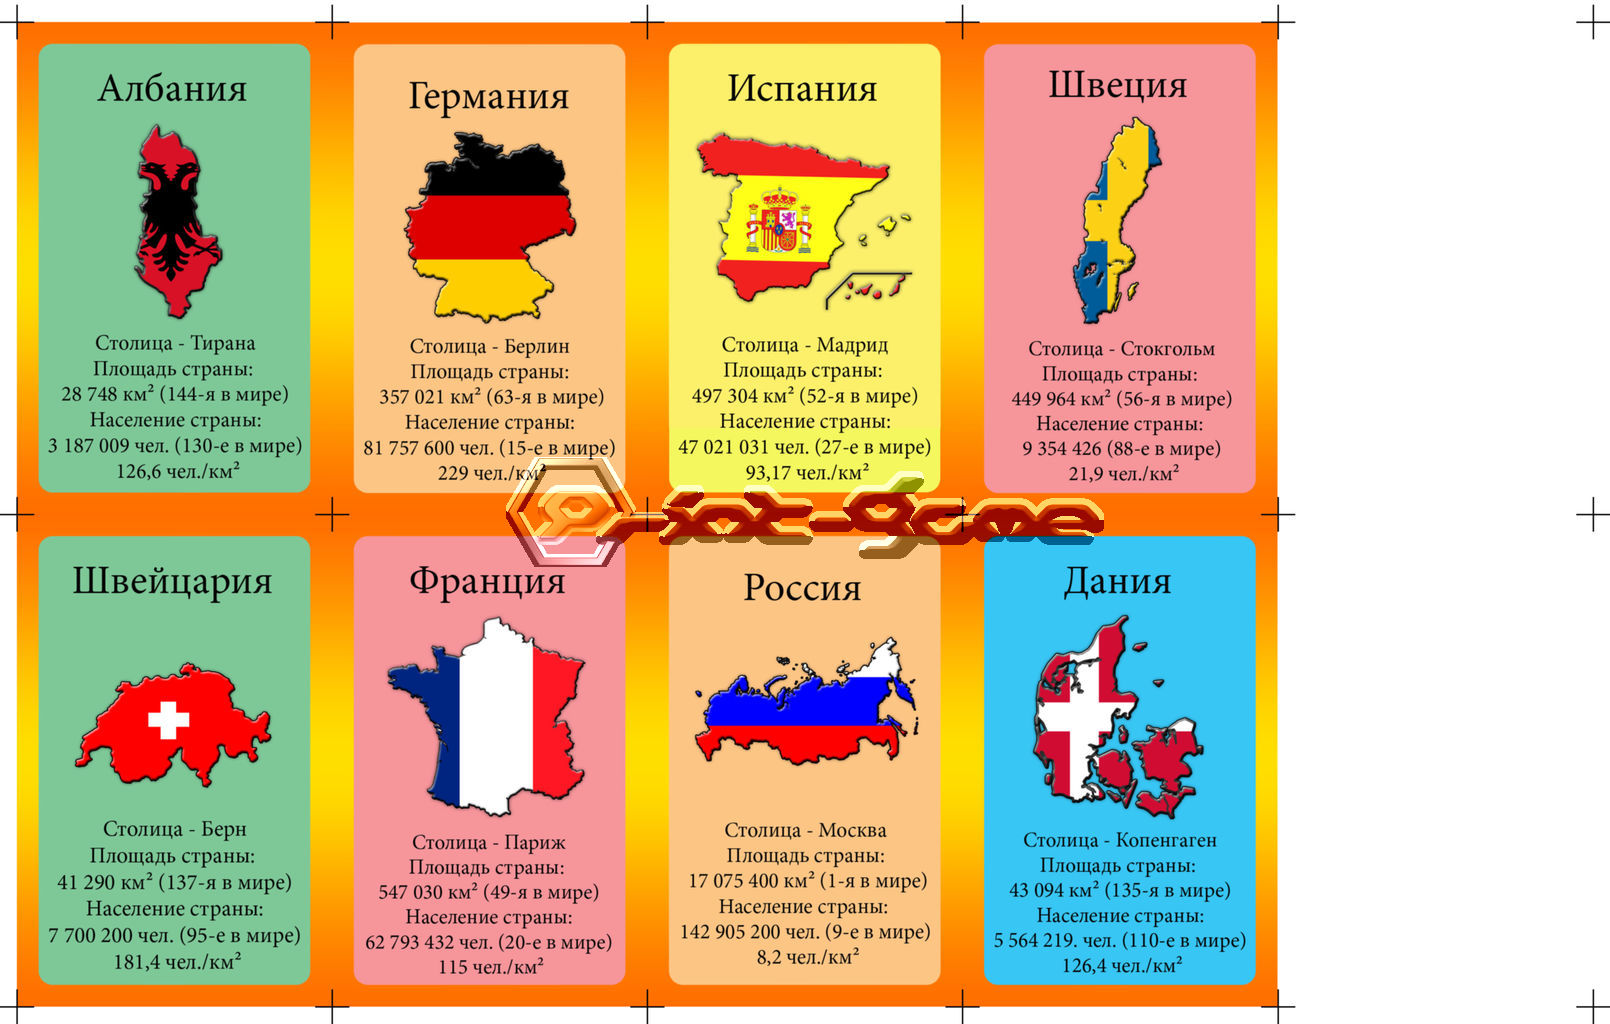 Албания
Столица - Тирана
Площадь страны:
28 748 км² (144-я в мире)
Население страны:
3 187 009 чел. (130-е в мире)
126,6 чел./км²
Германия
Столица - Берлин
Площадь страны:
357 021 км² (63-я в мире)
Население страны:
81 757 600 чел. (15-е в мире)
229 чел./км²
Испания
Столица - Мадрид
Площадь страны:
497 304 км² (52-я в мире)
Население страны:
47 021 031 чел. (27-е в мире)
93,17 чел./км²
Швеция
Столица - Стокгольм
Площадь страны:
449 964 км² (56-я в мире)
Население страны:
9 354 426 (88-е в мире)
21,9 чел./км²
Швейцария
Столица - Берн
Площадь страны:
41 290 км² (137-я в мире)
Население страны:
7 700 200 чел. (95-е в мире)
181,4 чел./км²
Франция
Столица - Париж
Площадь страны:
547 030 км² (49-я в мире)
Население страны:
62 793 432 чел. (20-е в мире)
115 чел./км²
Россия
Столица - Москва
Площадь страны:
17 075 400 км² (1-я в мире)
Население страны:
142 905 200 чел. (9-е в мире)
8,2 чел./км²
Дания
Столица - Копенгаген
Площадь страны:
43 094 км² (135-я в мире)
Население страны:
5 564 219. чел. (110-е в мире)
126,4 чел./км²